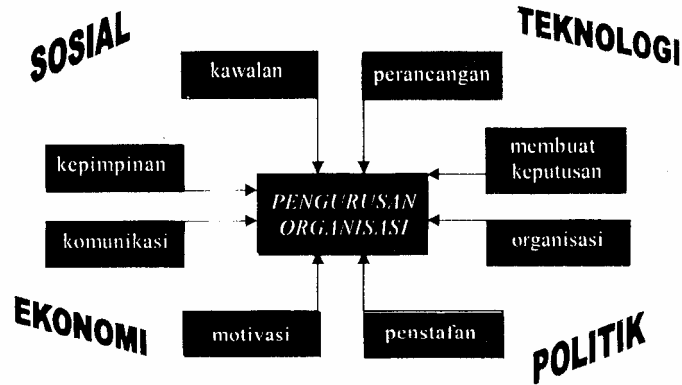 SOSIAL
TEKNOLOGI
kawalan
perancangan
kepimpinan
membuat
keputusan
PENGURUSAN
ORGANISASI
komunikasi
organisasi
motivasi
penstafan
EKONOMI
POLITIK